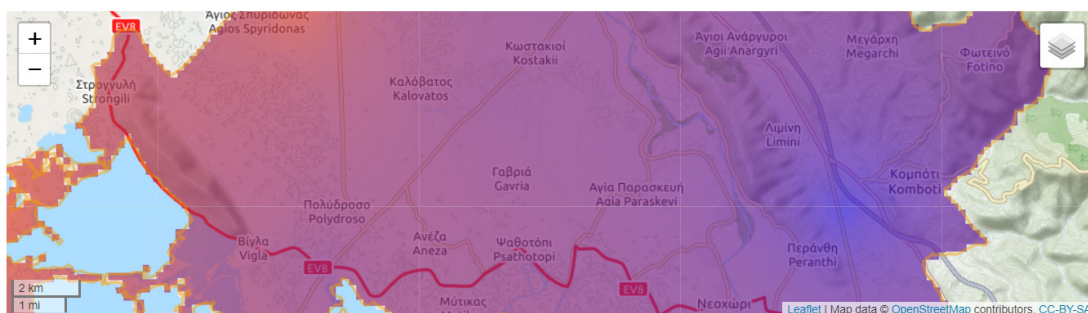 Άγιος Σπυρίδωνας
Agios Spyridonas
EV8
+
−
Στρογγυλή
Strongili
Κωστακιοί
Kostakii
Καλόβατος
Kalovatos
Άγιοι Ανάργυροι
Agii Anargyri
Μεγάρχη
Megarchi
Φωτεινό
Fotino
Λιμίνη
Limini
Κομπότι
Komboti
Γαβριά
Gavria
Αγία Παρασκευή
Agia Paraskevi
Πολύδροσο
Polydroso
Βίγλα
Vigla
Ανέζα
Aneza
Ψαθοτόπι
Psathotopi
Περάνθη
Peranthi
EV8
EV8
Μύτικας
Νεοχώρι
2 km
1 mi
Leaflet | Map data © OpenStreetMap contributors, CC-BY-SA